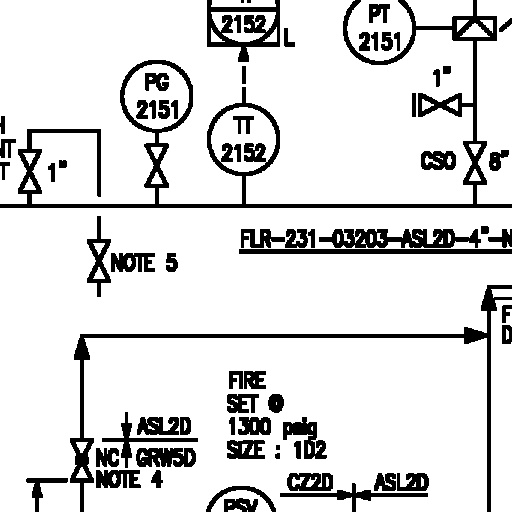 2152
L
PT
2151
1"
PG
2151
TT
2152
CSO
8"
1"
FLR-231-03203-ASL2D-4"-N
NOTE 5
FIRE
SET @
1300 psig
SIZE : 1D2
ASL2D
NC
GRW5D
NOTE 4
CZ2D
ASL2D
PSV